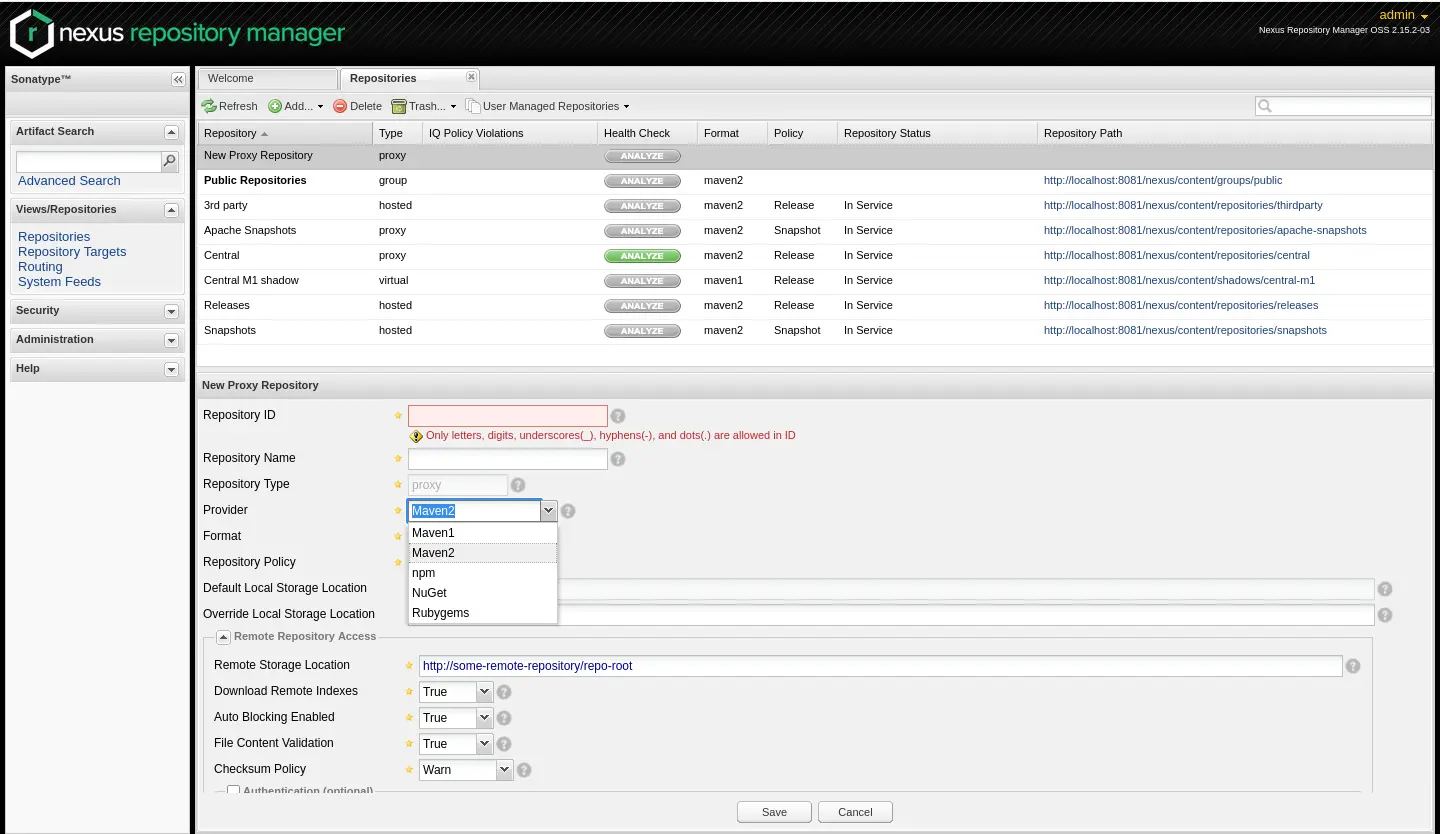 nexus repository manager
admin
Nexus Repository Manager OSS 2.15.2-03
Sonatype™
Welcome
Repositories
Refresh Add... Delete Trash... User Managed Repositories
Artifact Search
Advanced Search
Views/Repositories
Repositories
Repository Targets
Routing
System Feeds
Security
Administration
Help
Repository Type IQ Policy Violations Health Check Format Policy Repository Status Repository Path
New Proxy Repository proxy ANALYZE
Public Repositories group ANALYZE maven2 http://localhost:8081/nexus/content/groups/public
3rd party hosted ANALYZE maven2 Release In Service http://localhost:8081/nexus/content/repositories/thirdparty
Apache Snapshots proxy ANALYZE maven2 Snapshot In Service http://localhost:8081/nexus/content/repositories/apache-snapshots
Central proxy ANALYZE maven2 Release In Service http://localhost:8081/nexus/content/repositories/central
Central M1 shadow virtual ANALYZE maven1 Release In Service http://localhost:8081/nexus/content/shadows/central-m1
Releases hosted ANALYZE maven2 Release In Service http://localhost:8081/nexus/content/repositories/releases
Snapshots hosted ANALYZE maven2 Snapshot In Service http://localhost:8081/nexus/content/repositories/snapshots
New Proxy Repository
Repository ID
Only letters, digits, underscores(_), hyphens(-), and dots(.) are allowed in ID
Repository Name
Repository Type proxy
Provider Maven2
Maven1
Maven2
npm
NuGet
Rubygems
Format
Repository Policy
Default Local Storage Location
Override Local Storage Location
Remote Repository Access
Remote Storage Location http://some-remote-repository/repo-root
Download Remote Indexes True
Auto Blocking Enabled True
File Content Validation True
Checksum Policy Warn
Authentication (optional)
Save Cancel